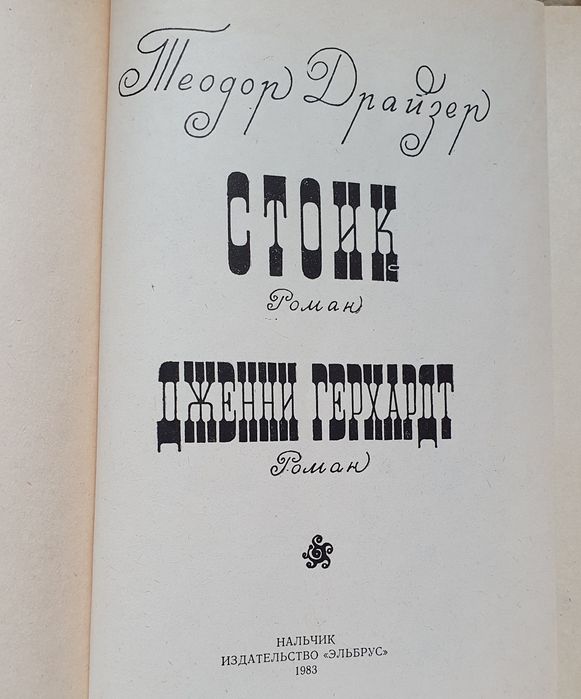 Теодор Драйзер
СТОИК
Роман
ДЖЕННИ ГЕРХАРДТ
Роман
НАЛЬЧИК
ИЗДАТЕЛЬСТВО «ЭЛЬБРУС»
1983